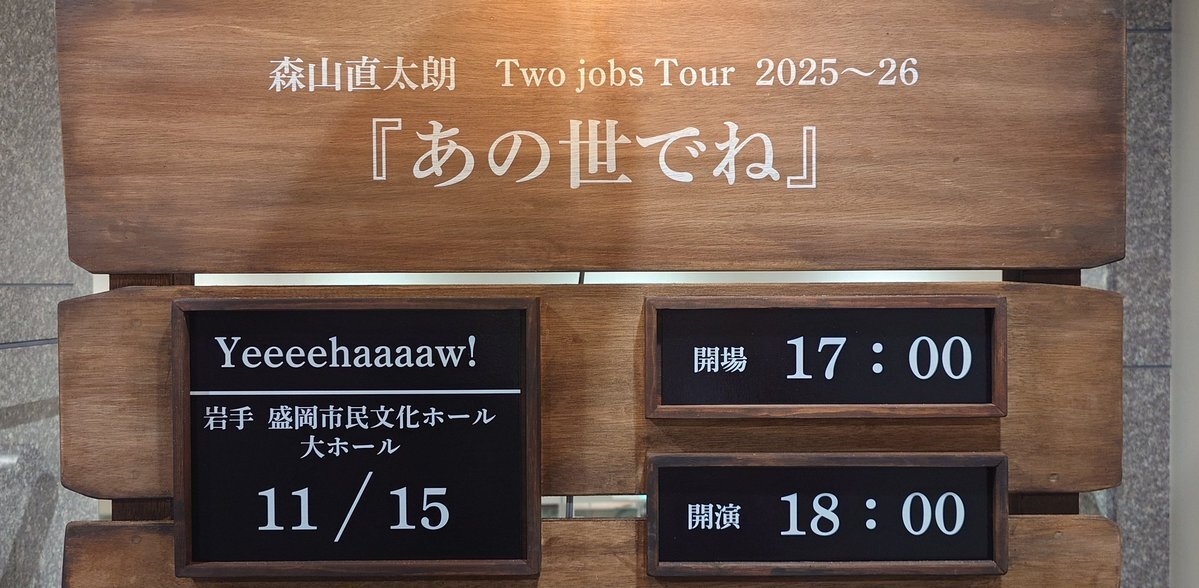 森山直太朗 Two jobs Tour 2025〜26
『あの世でね』
Yeeeehaaaaw!
岩手 盛岡市民文化ホール
大ホール
11/15
開場 17:00
開演 18:00